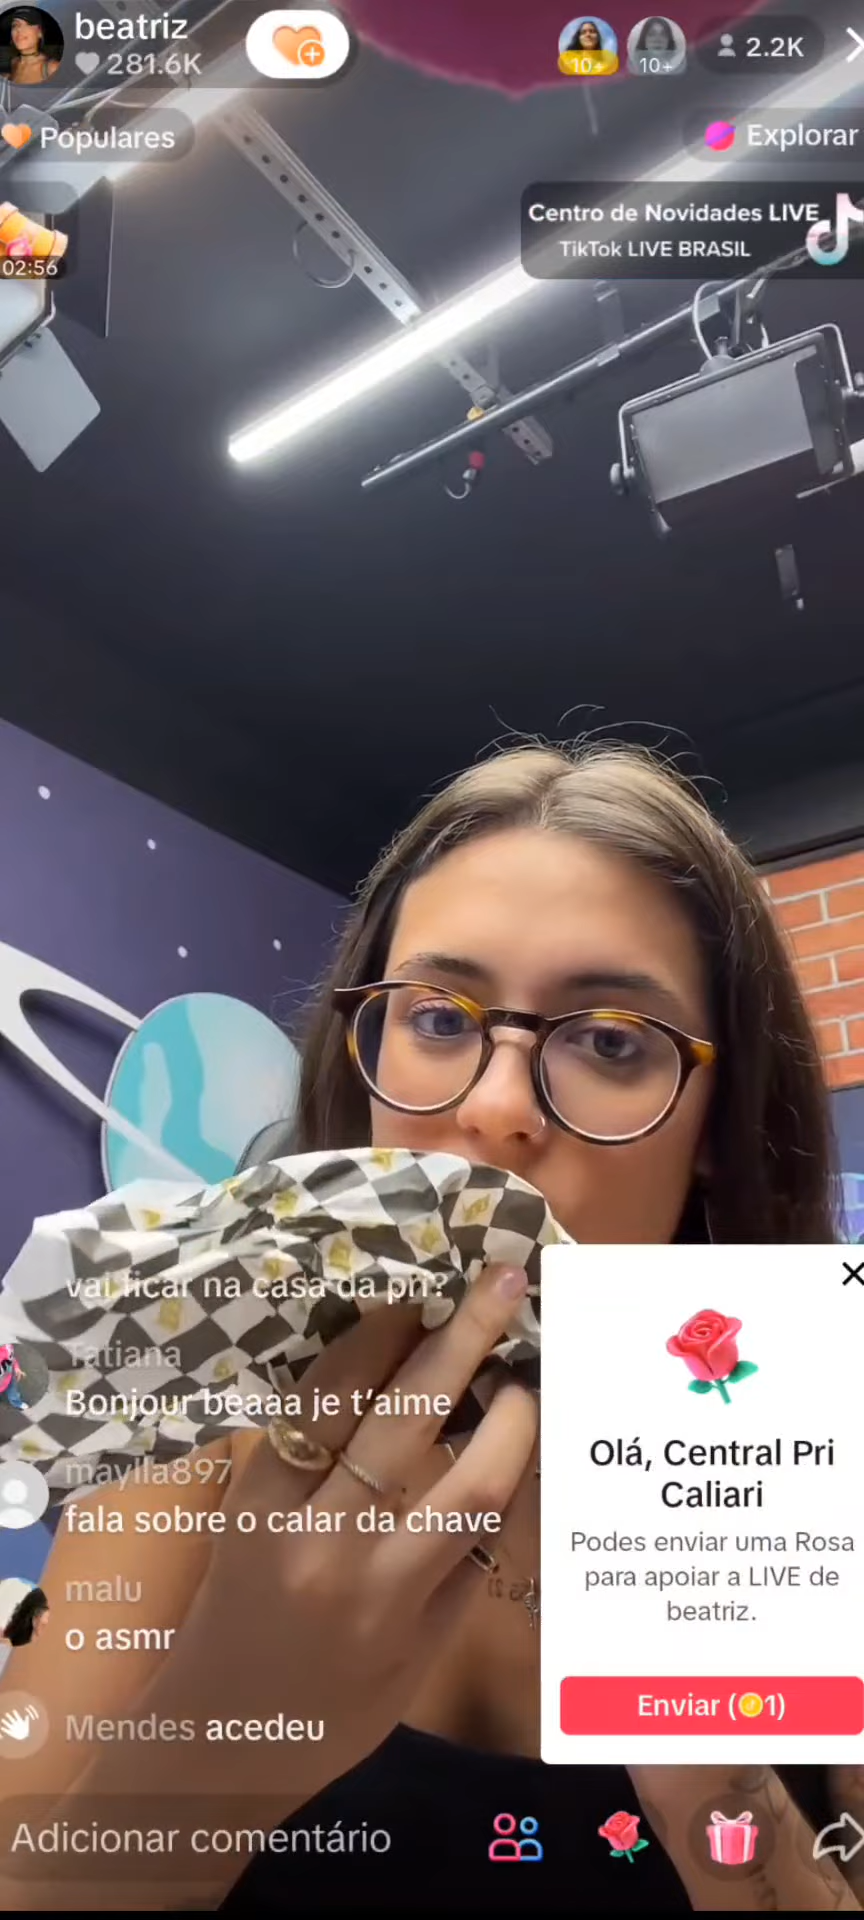 beatriz
281.6K
10+
10+
2.2K
Populares
Explorar
Centro de Novidades LIVE
TikTok LIVE BRASIL
02:56
vai ficar na casa da pri?
Tatiana
Bonjour beaaa je t'aime
maylla897
fala sobre o calar da chave
malu
o asmr
Mendes acedeu
Olá, Central Pri
Caliari
Podes enviar uma Rosa
para apoiar a LIVE de
beatriz.
Enviar (1)
Adicionar comentário